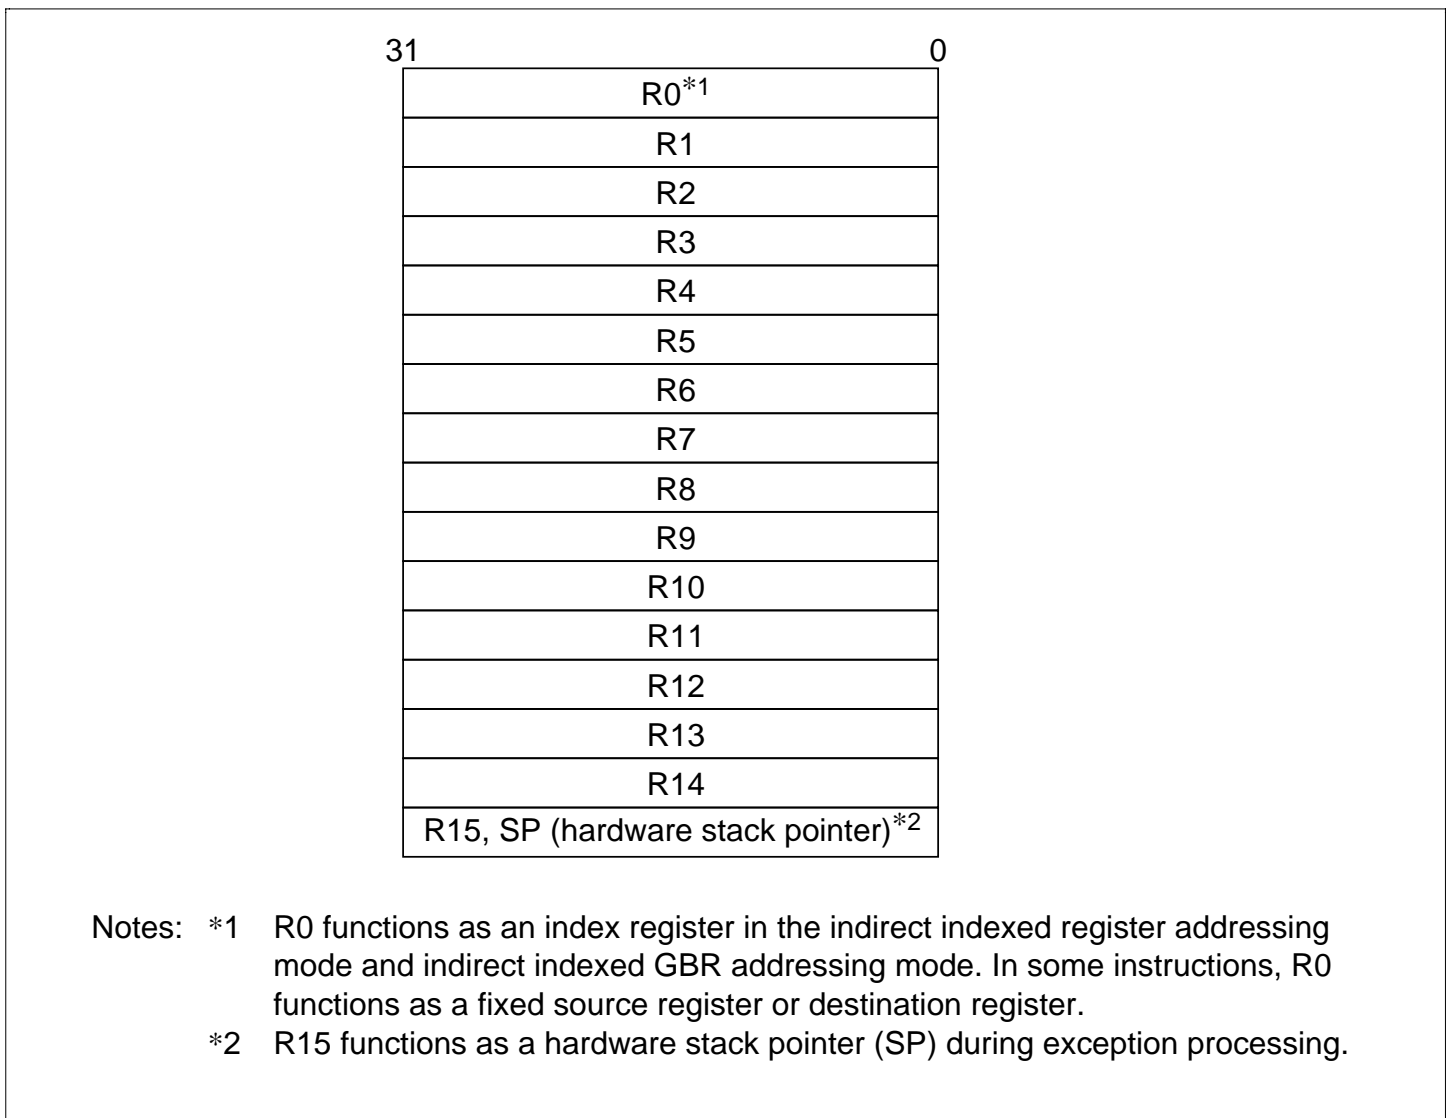 31 0
R0*1
R1
R2
R3
R4
R5
R6
R7
R8
R9
R10
R11
R12
R13
R14
R15, SP (hardware stack pointer)*2
Notes: *1 R0 functions as an index register in the indirect indexed register addressing
mode and indirect indexed GBR addressing mode. In some instructions, R0
functions as a fixed source register or destination register.
*2 R15 functions as a hardware stack pointer (SP) during exception processing.